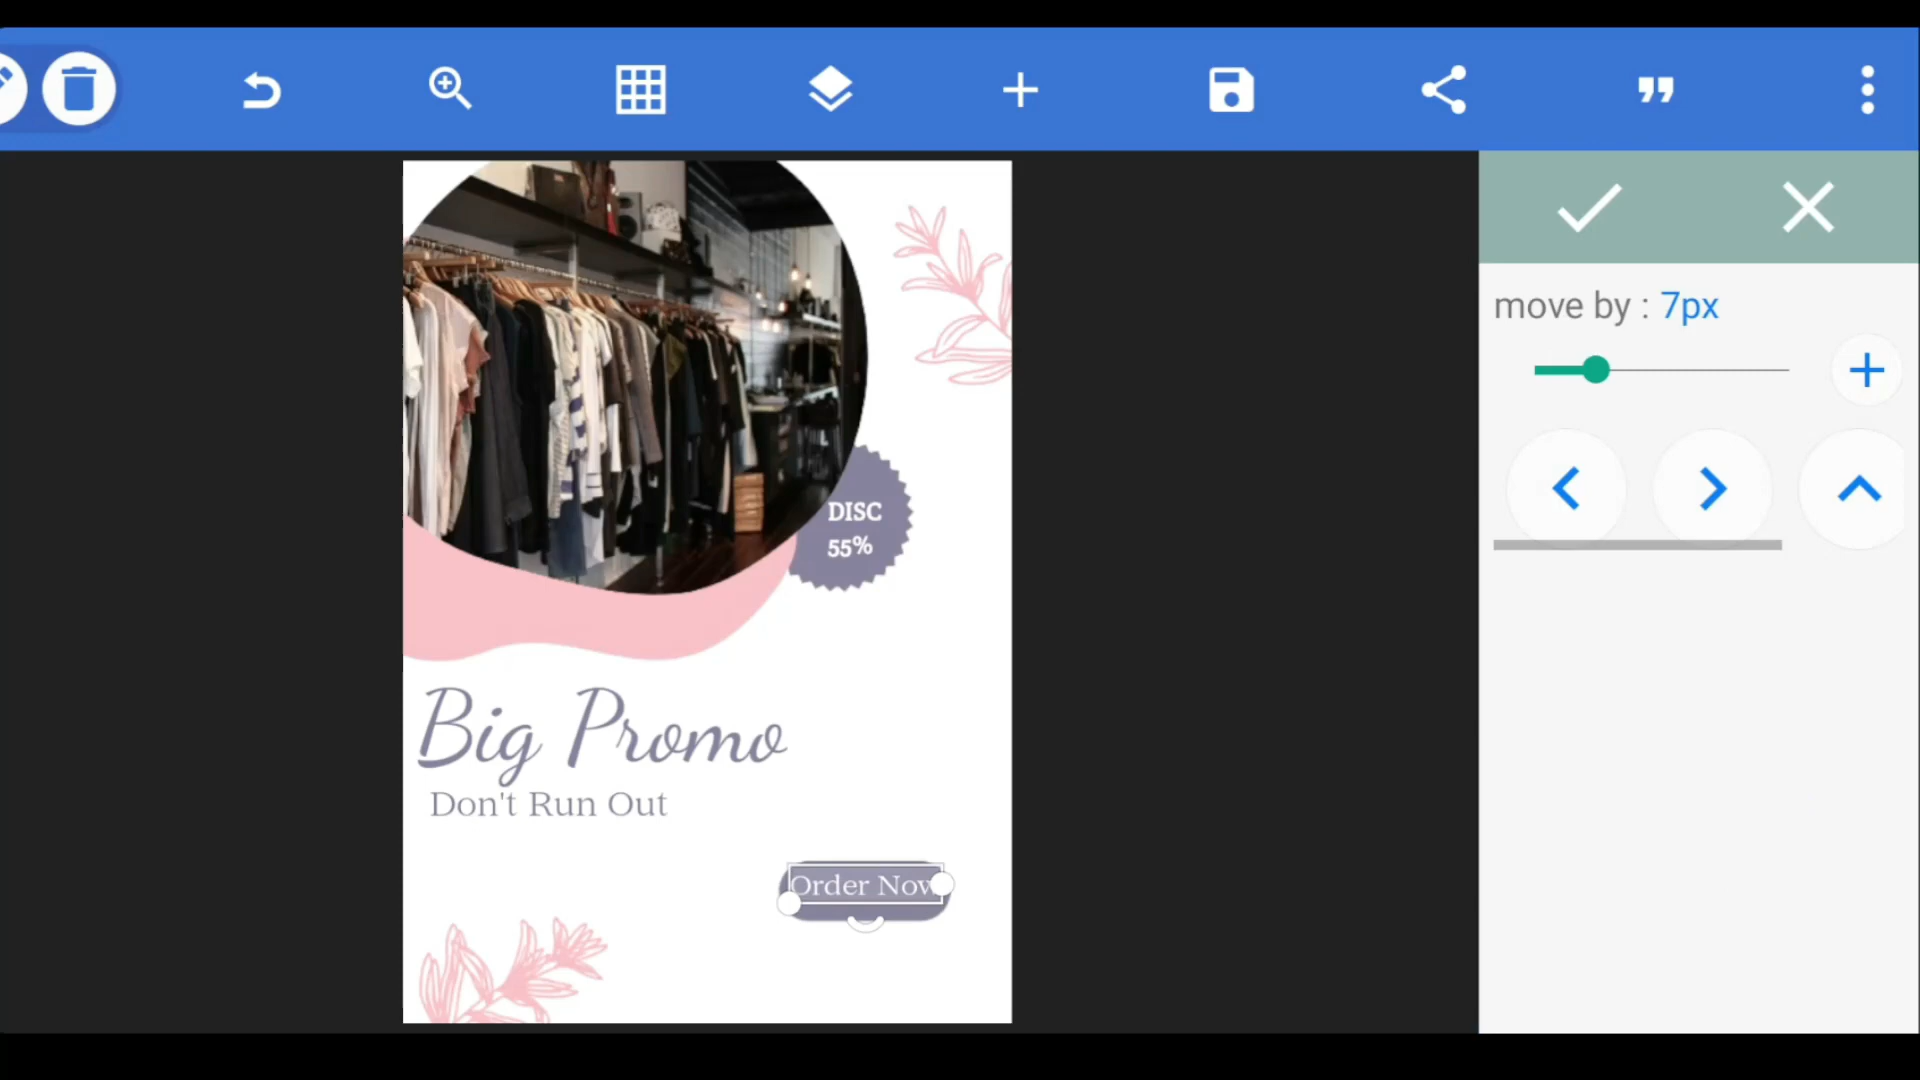 move by : 7px
DISC
55%
Big Promo
Don't Run Out
Order Now